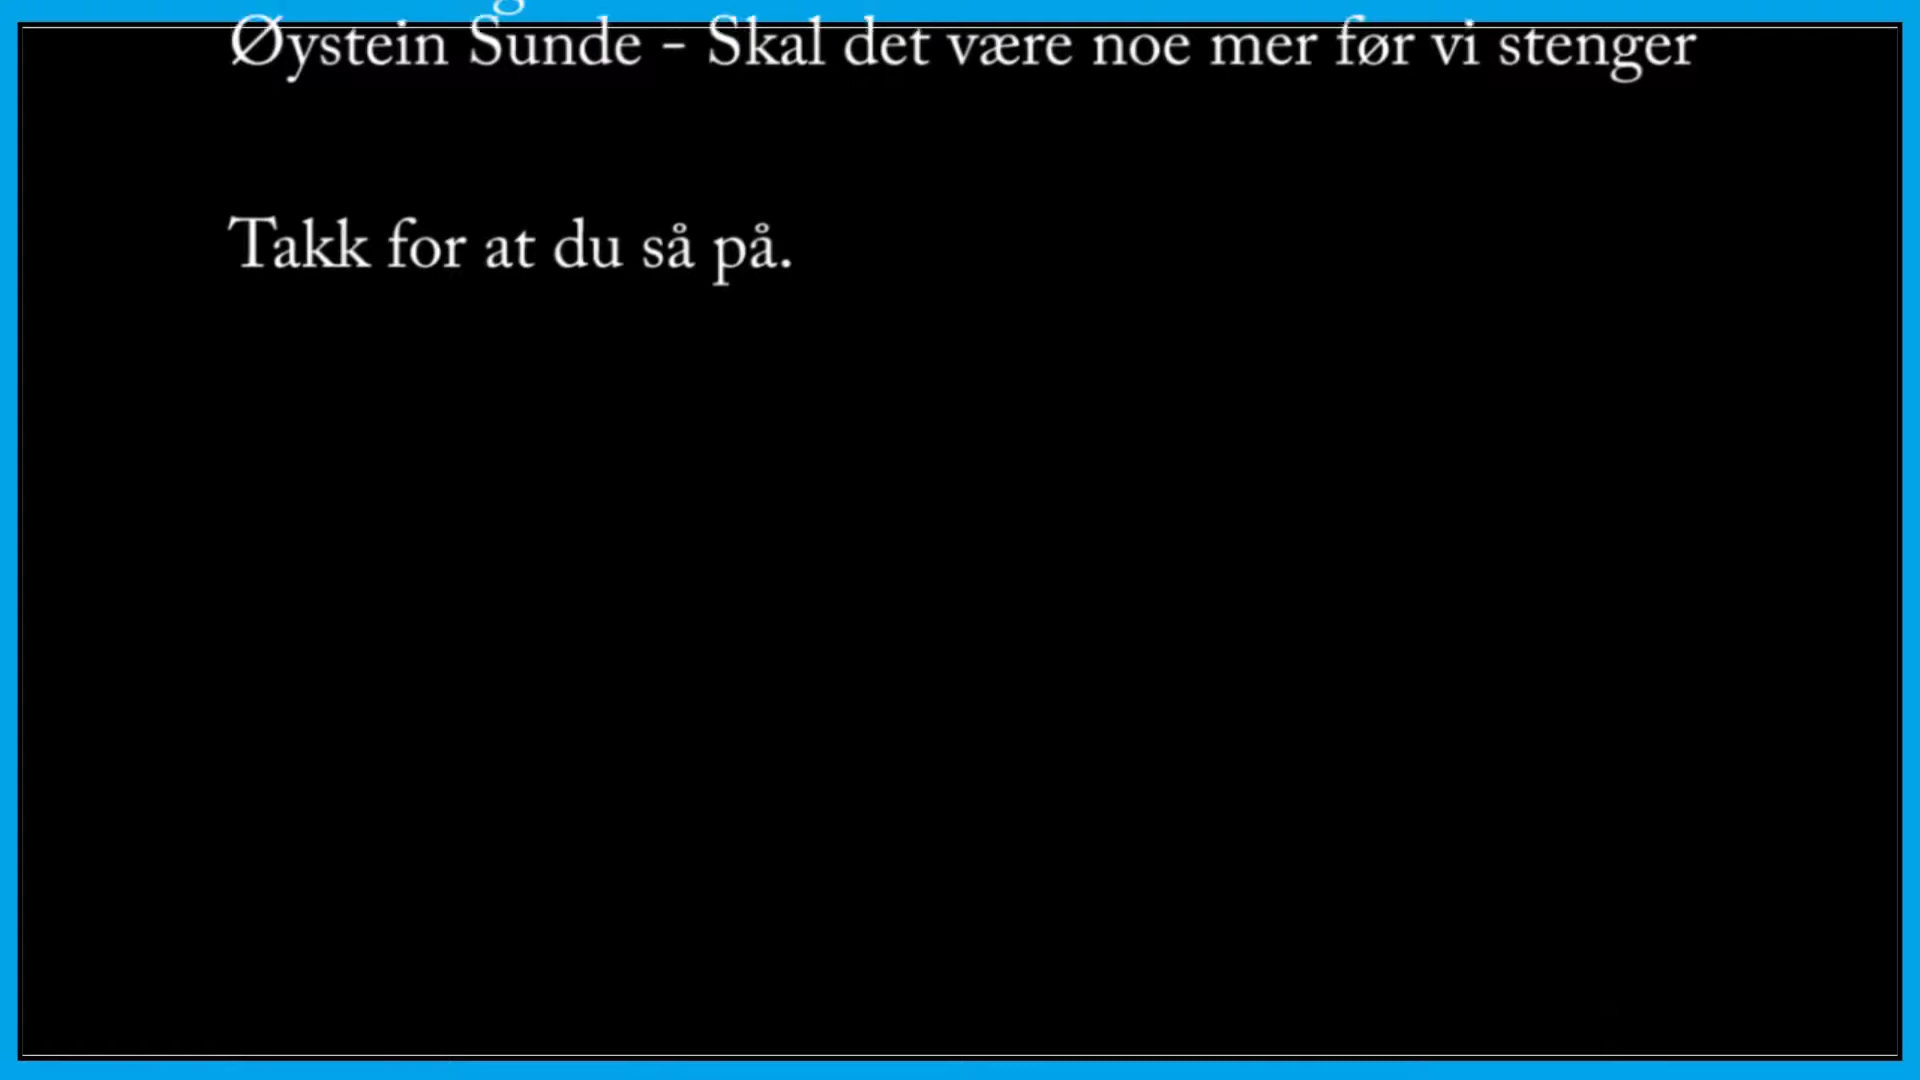 Øystein Sunde - Skal det være noe mer før vi stenger
Takk for at du så på.